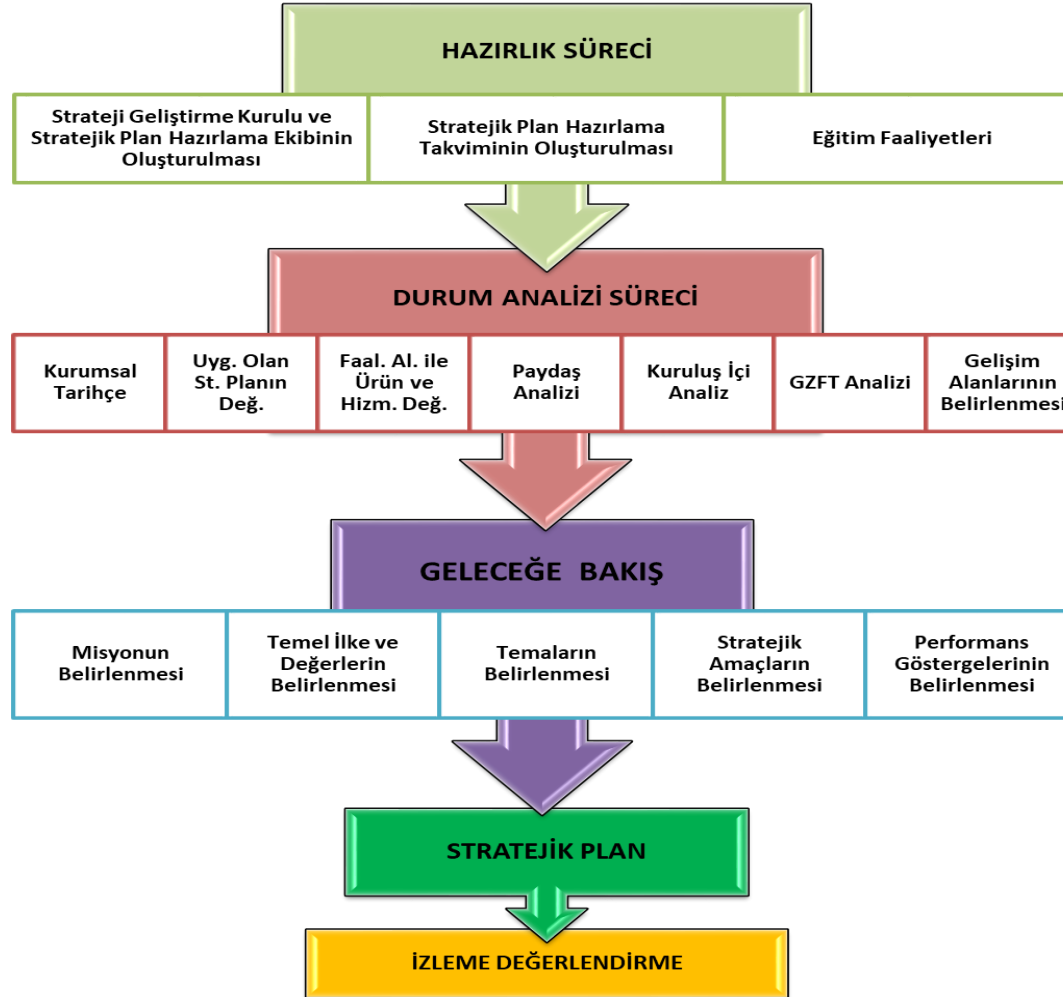 HAZIRLIK SÜRECİ
Strateji Geliştirme Kurulu ve
Stratejik Plan Hazırlama Ekibinin
Oluşturulması
Stratejik Plan Hazırlama
Takviminin Oluşturulması
Eğitim Faaliyetleri
DURUM ANALİZİ SÜRECİ
Kurumsal
Tarihçe
Uyg. Olan
St. Planın
Değ.
Faal. Al. ile
Ürün ve
Hizm. Değ.
Paydaş
Analizi
Kuruluş İçi
Analiz
GZFT Analizi
Gelişim
Alanlarının
Belirlenmesi
GELECEĞE BAKIŞ
Misyonun
Belirlenmesi
Temel İlke ve
Değerlerin
Belirlenmesi
Temaların
Belirlenmesi
Stratejik
Amaçların
Belirlenmesi
Performans
Göstergelerinin
Belirlenmesi
STRATEJİK PLAN
İZLEME DEĞERLENDİRME